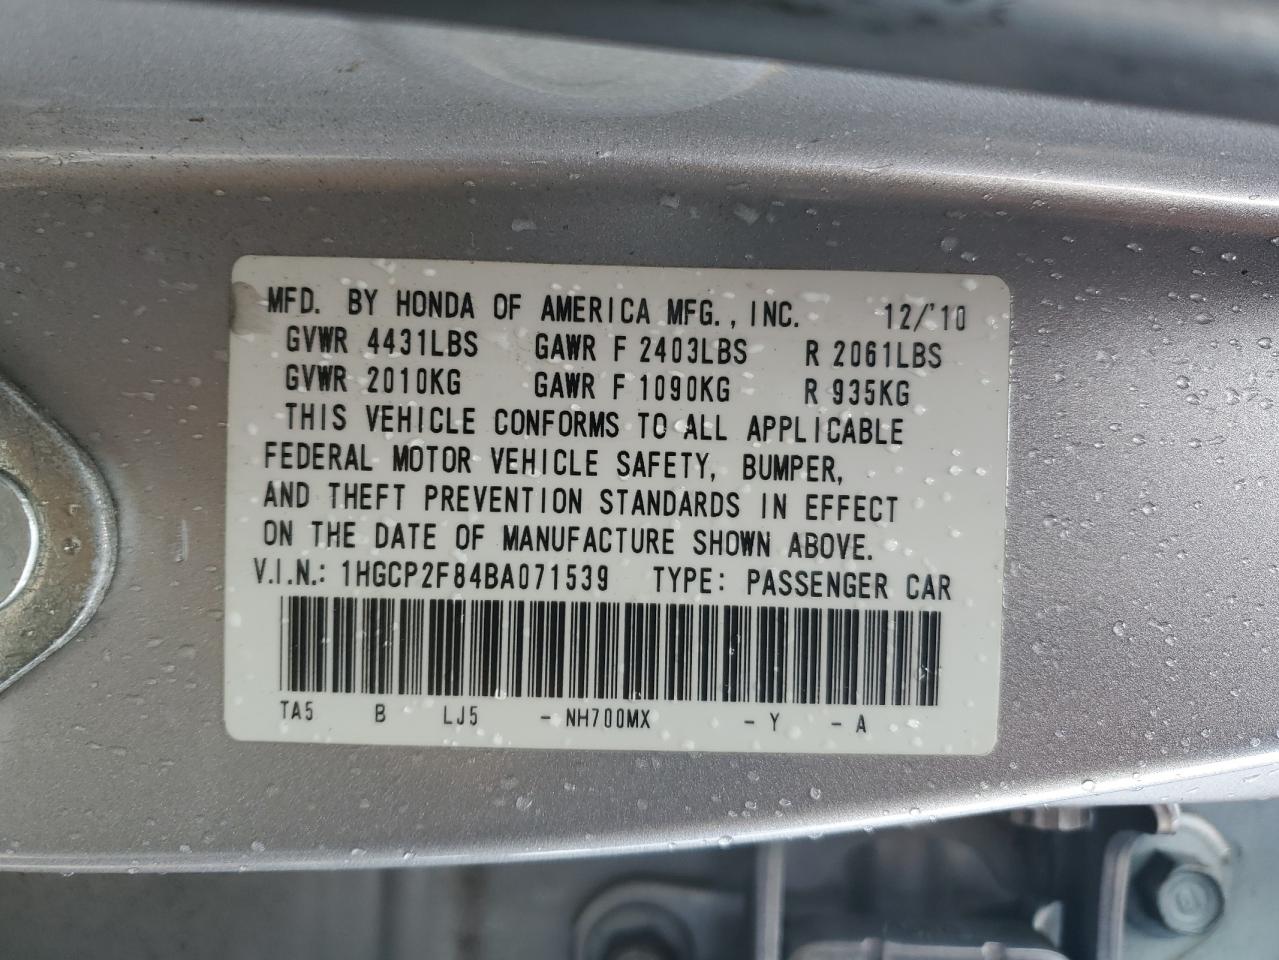 MFD. BY HONDA OF AMERICA MFG., INC. 12/'10
GVWR 4431LBS GAWR F 2403LBS R 2061LBS
GVWR 2010KG GAWR F 1090KG R 935KG
THIS VEHICLE CONFORMS TO ALL APPLICABLE
FEDERAL MOTOR VEHICLE SAFETY, BUMPER,
AND THEFT PREVENTION STANDARDS IN EFFECT
ON THE DATE OF MANUFACTURE SHOWN ABOVE.
V.I.N.: 1HGCP2F84BA071539 TYPE: PASSENGER CAR
TA5 B LJ5 - NH700MX - Y - A